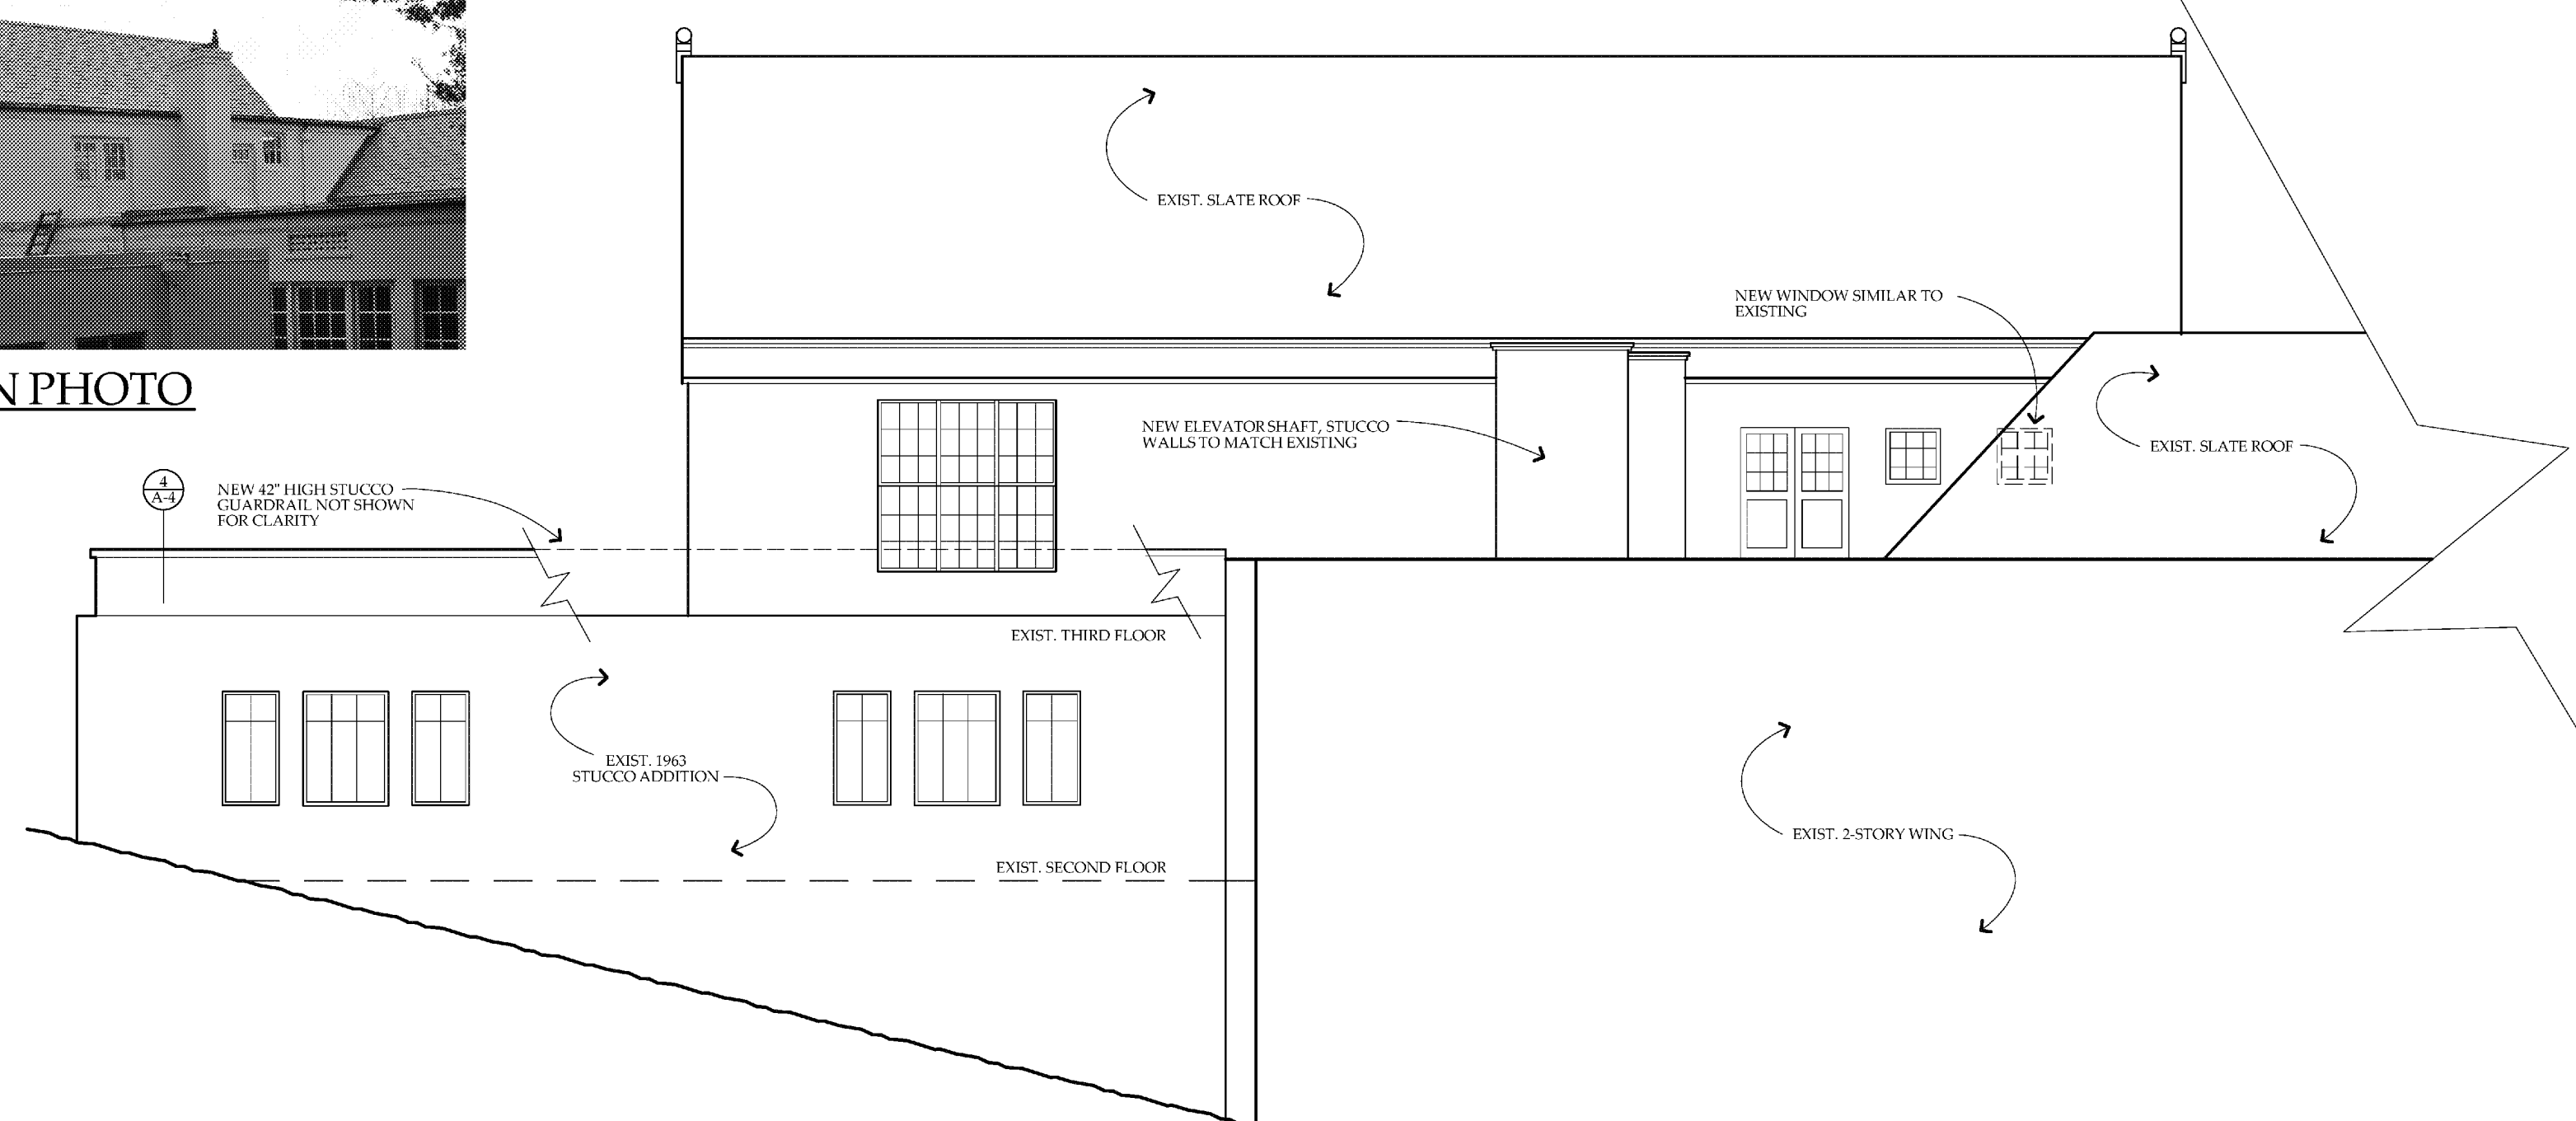 N PHOTO
EXIST. SLATE ROOF
NEW WINDOW SIMILAR TO
EXISTING
NEW ELEVATOR SHAFT, STUCCO
WALLS TO MATCH EXISTING
EXIST. SLATE ROOF
4
A-4
NEW 42" HIGH STUCCO
GUARDRAIL NOT SHOWN
FOR CLARITY
EXIST. THIRD FLOOR
EXIST. 1963
STUCCO ADDITION
EXIST. 2-STORY WING
EXIST. SECOND FLOOR